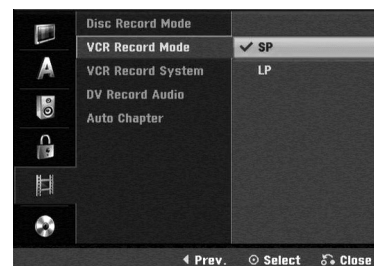 Disc Record Mode
VCR Record Mode
✓ SP
VCR Record System
LP
DV Record Audio
Auto Chapter
A
Prev. Select Close